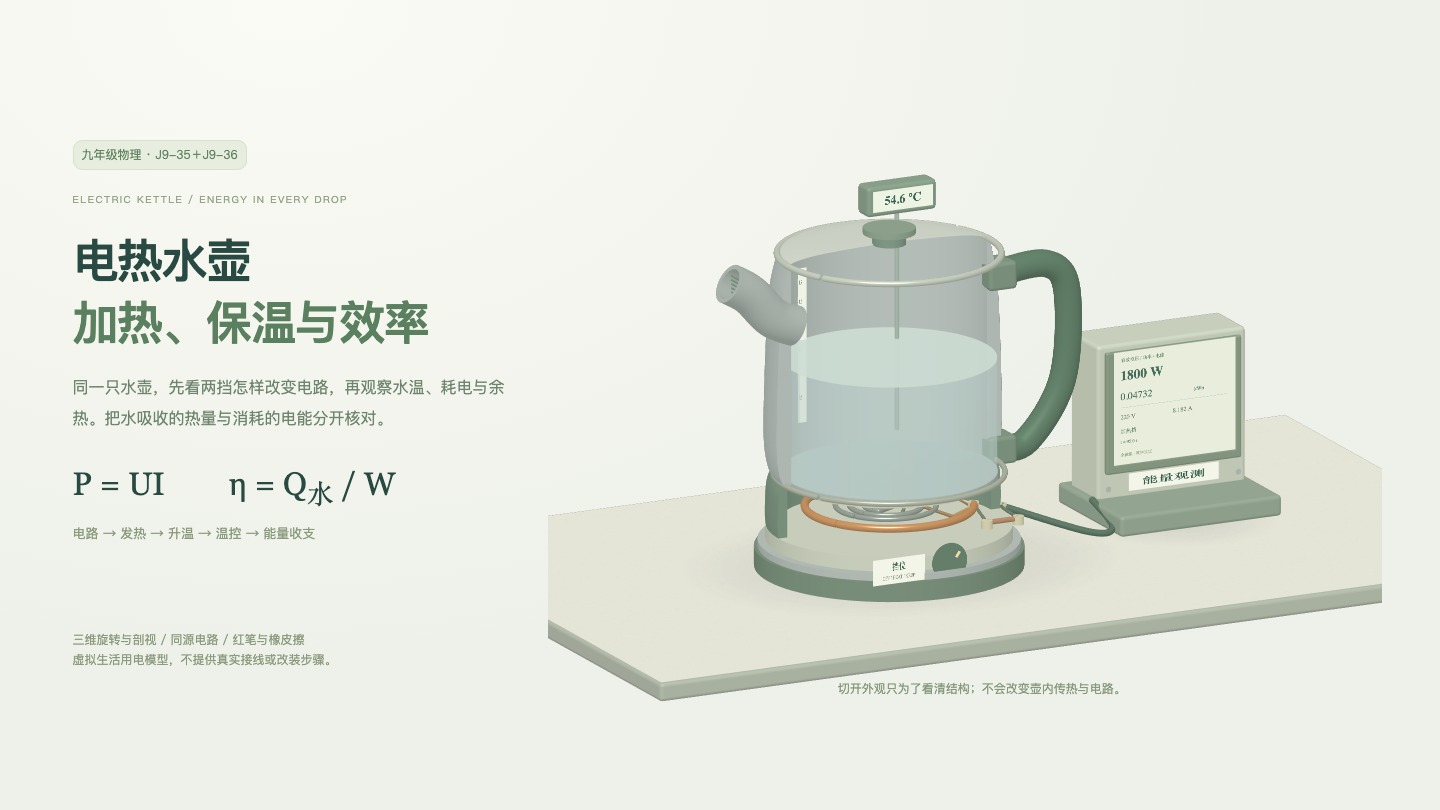 九年级物理 · J9-35+J9-36
ELECTRIC KETTLE / ENERGY IN EVERY DROP
电热水壶
加热、保温与效率
同一只水壶，先看两挡怎样改变电路，再观察水温、耗电与余
热。把水吸收的热量与消耗的电能分开核对。
P = UI  η = Q水 / W
电路 → 发热 → 升温 → 温控 → 能量收支
三维旋转与剖视 / 同源电路 / 红笔与橡皮擦
虚拟生活用电模型，不提供真实接线或改装步骤。
54.6 °C
1800 W
0.04732 kWh
220 V 8.182 A
能量观测
切开外观只为了看清结构；不会改变壶内传热与电路。